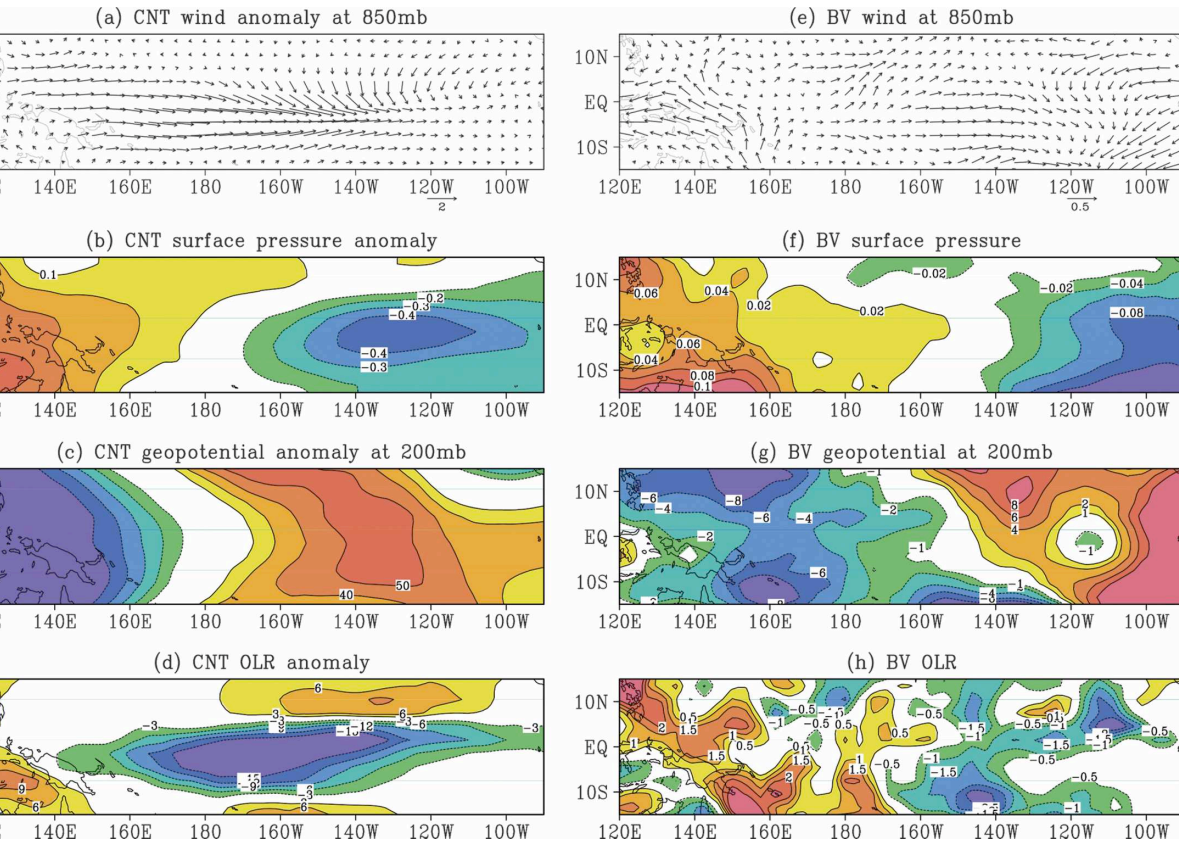 (a) CNT wind anomaly at 850mb
140E 160E 180 160W 140W 120W 100W
2
(b) CNT surface pressure anomaly
0.1
-0.2
-0.3
-0.4
-0.4
-0.3
140E 160E 180 160W 140W 120W 100W
(c) CNT geopotential anomaly at 200mb
50
40
140E 160E 180 160W 140W 120W 100W
(d) CNT OLR anomaly
6
-3
6
-3 -6
-3
9
6
-9
6
140E 160E 180 160W 140W 120W 100W
(e) BV wind at 850mb
10N
EQ
10S
120E 140E 160E 180 160W 140W 120W 100W
0.5
(f) BV surface pressure
10N
EQ
10S
-0.02
-0.02 -0.04
0.06 0.04
0.02 0.02
-0.08
0.06
0.04
0.08
0.1
120E 140E 160E 180 160W 140W 120W 100W
(g) BV geopotential at 200mb
10N
EQ
10S
-1
-6 -8
-4 -6 -4 -2
8
6
4
2
1
-2 -1 -1
-6 -1
-4
120E 140E 160E 180 160W 140W 120W 100W
(h) BV OLR
10N
EQ
10S
2 0.5
1.5
-1 -0.5
-0.5 0.5
-0.5
-1.5
-1
-0.5
1 1
0.5
0.5
-1.5
-0.5
1.5 1.5
1
1.5
-0.5
-1
-1.5
-0.5
-0.5
2
-1
120E 140E 160E 180 160W 140W 120W 100W